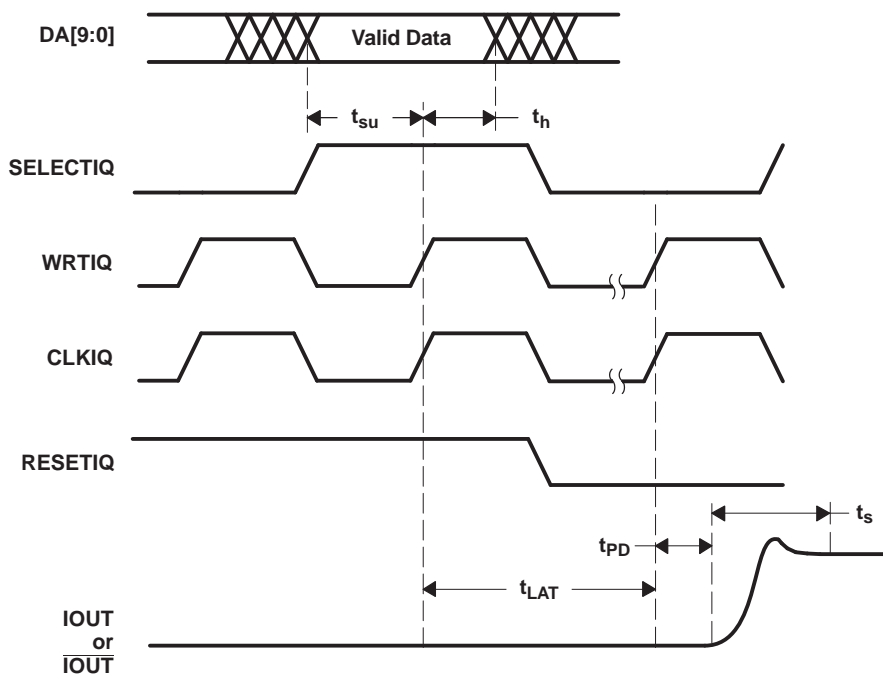 DA[9:0]
Valid Data
tsu
th
SELECTIQ
WRTIQ
CLKIQ
RESETIQ
ts
tPD
tLAT
IOUT
or
IOUT